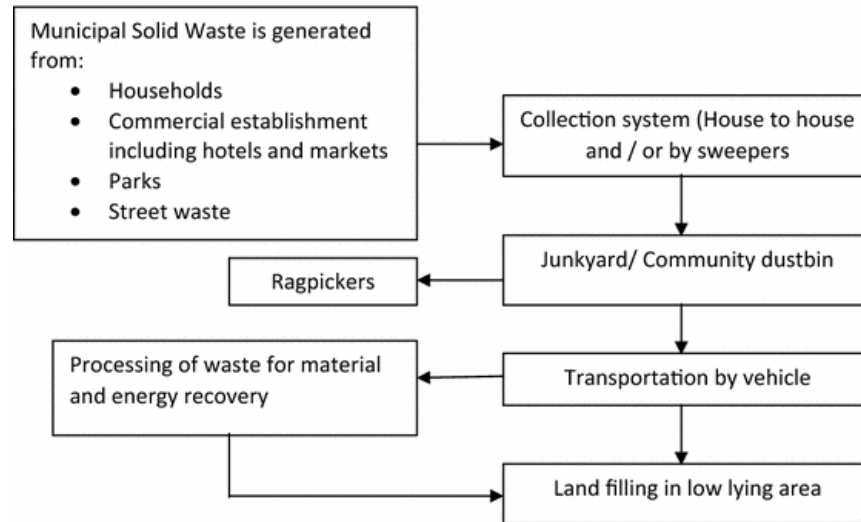 Municipal Solid Waste is generated
from:
• Households
• Commercial establishment
including hotels and markets
• Parks
• Street waste
Collection system (House to house
and / or by sweepers
Junkyard/ Community dustbin
Ragpickers
Transportation by vehicle
Processing of waste for material
and energy recovery
Land filling in low lying area